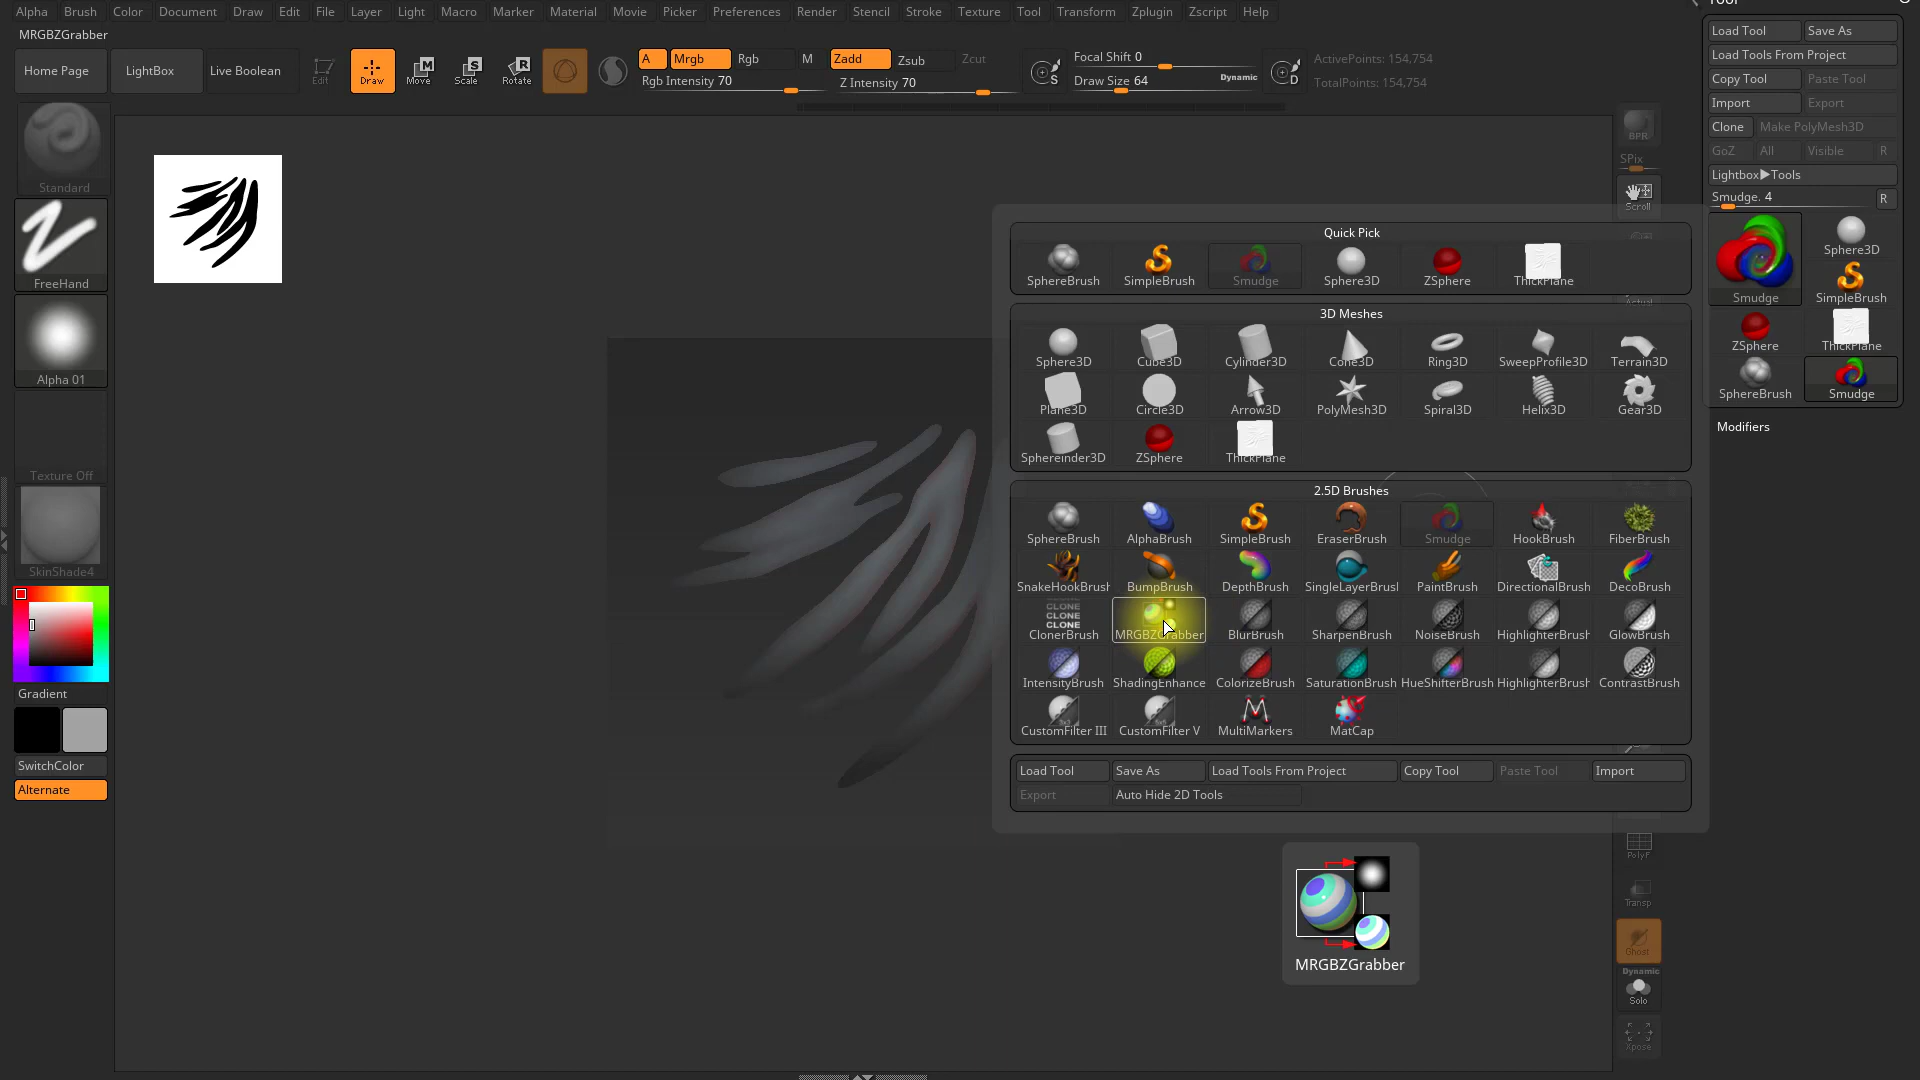 Alpha Brush Color Document Draw Edit File Layer Light Macro Marker Material Movie Picker Preferences Render Stencil Stroke Texture Tool Transform Zplugin Zscript Help
MRGBZGrabber
Home Page LightBox Live Boolean Edit Draw Move Scale Rotate
A Mrgb Rgb M Zadd Zsub Zcut
Rgb Intensity 70 Z Intensity 70
Focal Shift 0
Draw Size 64 Dynamic
ActivePoints: 154,754
TotalPoints: 154,754
Load Tool Save As
Load Tools From Project
Copy Tool Paste Tool
Import Export
Clone Make PolyMesh3D
GoZ All Visible R
Lightbox▶Tools
Smudge. 4 R
Smudge Sphere3D
SimpleBrush
ZSphere ThickPlane
SphereBrush Smudge
Modifiers
Standard
FreeHand
Alpha 01
Texture Off
SkinShade4
Gradient
SwitchColor
Alternate
BPR
SPix
Scroll
Quick Pick
SphereBrush SimpleBrush Smudge Sphere3D ZSphere ThickPlane
3D Meshes
Sphere3D Cube3D Cylinder3D Cone3D Ring3D SweepProfile3D Terrain3D
Plane3D Circle3D Arrow3D PolyMesh3D Spiral3D Helix3D Gear3D
Sphereinder3D ZSphere ThickPlane
2.5D Brushes
SphereBrush AlphaBrush SimpleBrush EraserBrush Smudge HookBrush FiberBrush
SnakeHookBrush BumpBrush DepthBrush SingleLayerBrusl PaintBrush DirectionalBrush DecoBrush
CLONE
CLONE
CLONE
ClonerBrush MRGBZGrabber BlurBrush SharpenBrush NoiseBrush HighlighterBrush GlowBrush
IntensityBrush ShadingEnhance ColorizeBrush SaturationBrush HueShifterBrush HighlighterBrush ContrastBrush
CustomFilter III CustomFilter V MultiMarkers MatCap
Load Tool Save As Load Tools From Project Copy Tool Paste Tool Import
Export Auto Hide 2D Tools
MRGBZGrabber
PolyF
Transp
Ghost
Dynamic
Solo
Xpose